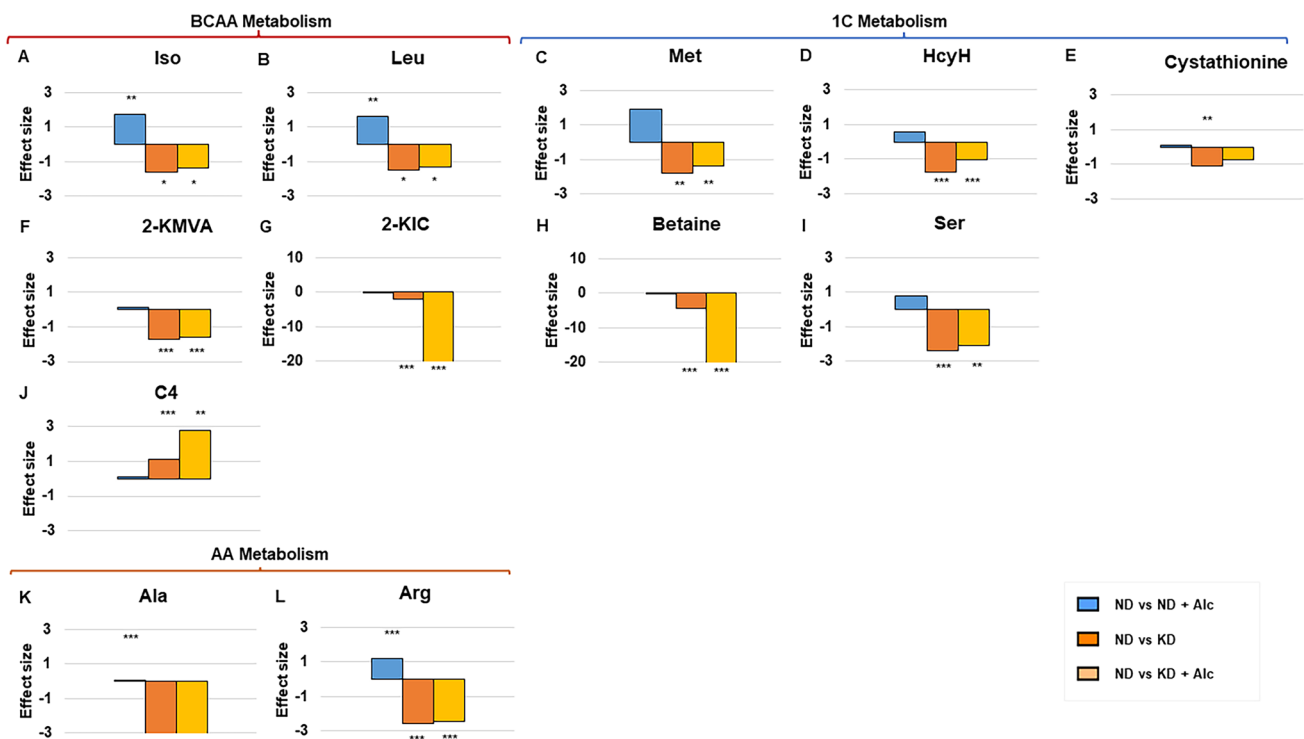 BCAA Metabolism
1C Metabolism
A
Iso
B
Leu
C
Met
D
HcyH
E
Cystathionine
Effect size
3
**
1
-1
* *
-3
Effect size
3
**
1
-1
* *
-3
Effect size
3
1
-1
** **
-3
Effect size
3
1
-1
*** ***
-3
Effect size
3
**
1
-1
-3
F
2-KMVA
G
2-KIC
H
Betaine
I
Ser
Effect size
3
1
-1
*** ***
-3
Effect size
10
0
-10
-20
*** ***
Effect size
10
0
-10
-20
*** ***
Effect size
3
1
-1
-3
*** **
J
C4
*** **
Effect size
3
1
-1
-3
AA Metabolism
K
Ala
L
Arg
Effect size
3
***
1
-1
-3
Effect size
3
***
1
-1
-3
*** ***
ND vs ND + Alc
ND vs KD
ND vs KD + Alc